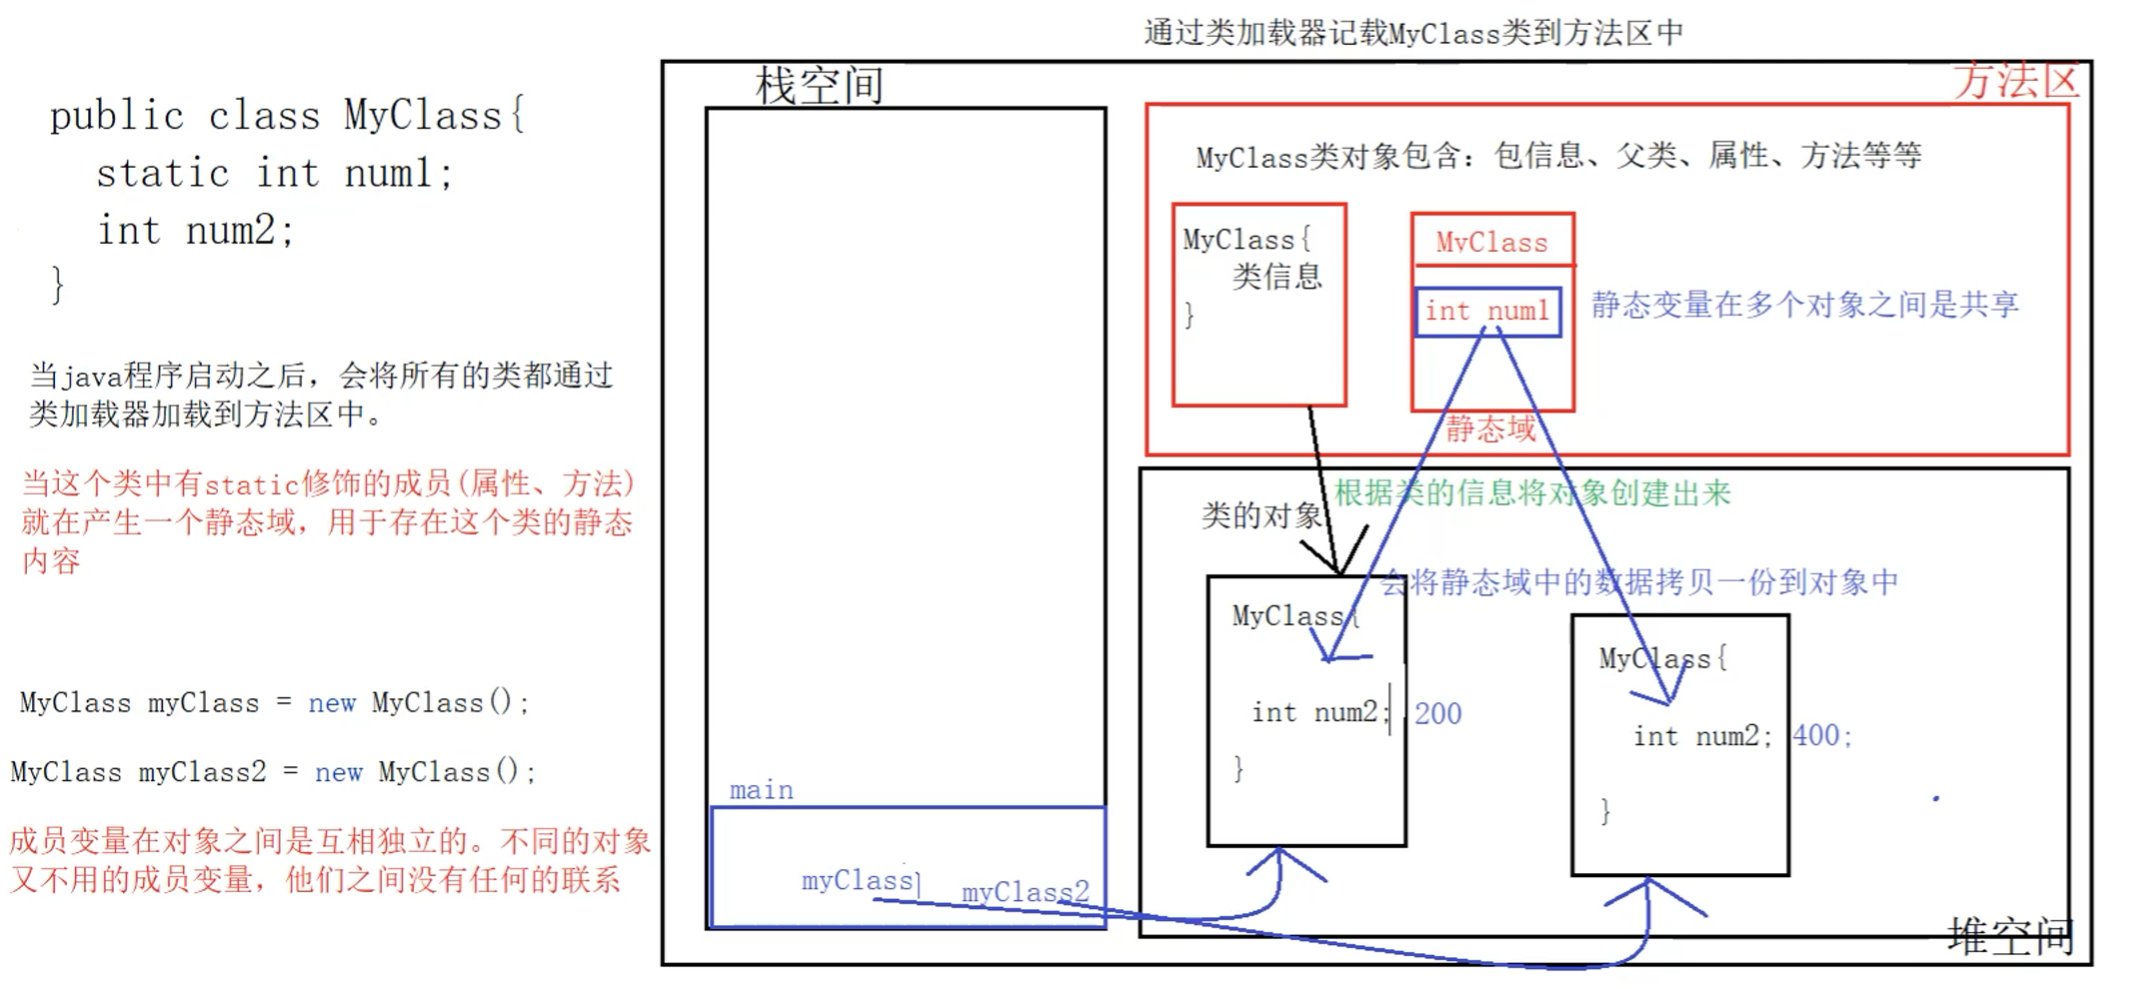 通过类加载器记载MyClass类到方法区中
public class MyClass{
static int num1;
int num2;
}
当java程序启动之后，会将所有的类都通过
类加载器加载到方法区中。
当这个类中有static修饰的成员(属性、方法)
就在产生一个静态域，用于存在这个类的静态
内容
MyClass myClass = new MyClass();
MyClass myClass2 = new MyClass();
成员变量在对象之间是互相独立的。不同的对象
又不用的成员变量，他们之间没有任何的联系
栈空间
main
myClass
myClass2
方法区
MyClass类对象包含：包信息、父类、属性、方法等等
MyClass{
类信息
}
MyClass
int num1
静态变量在多个对象之间是共享
静态域
根据类的信息将对象创建出来
类的对象
会将静态域中的数据拷贝一份到对象中
MyClass{
int num2; 200
}
MyClass{
int num2; 400;
}
堆空间